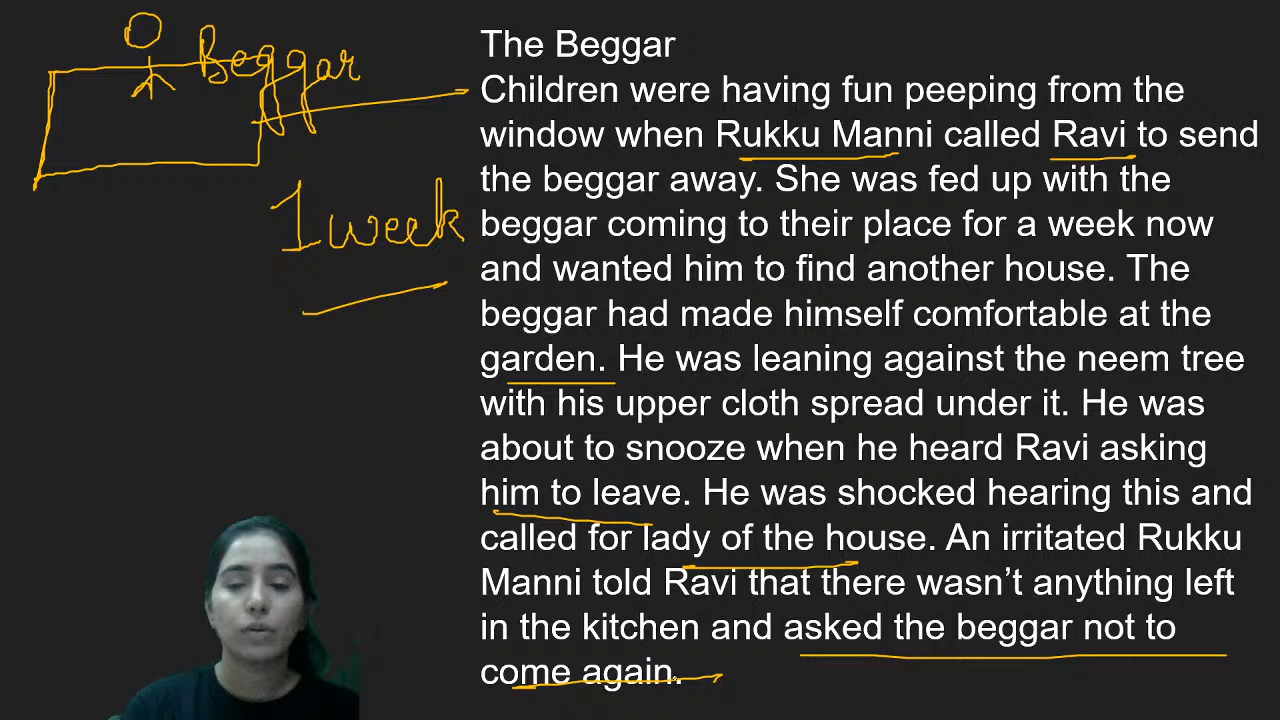 Beggar
1 week
The Beggar
Children were having fun peeping from the
window when Rukku Manni called Ravi to send
the beggar away. She was fed up with the
beggar coming to their place for a week now
and wanted him to find another house. The
beggar had made himself comfortable at the
garden. He was leaning against the neem tree
with his upper cloth spread under it. He was
about to snooze when he heard Ravi asking
him to leave. He was shocked hearing this and
called for lady of the house. An irritated Rukku
Manni told Ravi that there wasn’t anything left
in the kitchen and asked the beggar not to
come again.